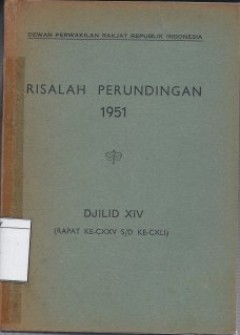 DEWAN PERWAKILAN RAKJAT REPUBLIK INDONESIA
RISALAH PERUNDINGAN
1951
DJILID XIV
(RAPAT KE-CXXV S/D KE-CXLI)